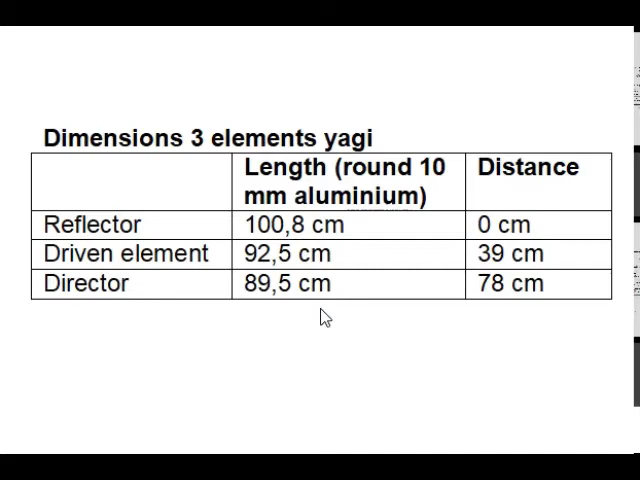 Dimensions 3 elements yagi
Length (round 10 mm aluminium) Distance
Reflector 100,8 cm 0 cm
Driven element 92,5 cm 39 cm
Director 89,5 cm 78 cm